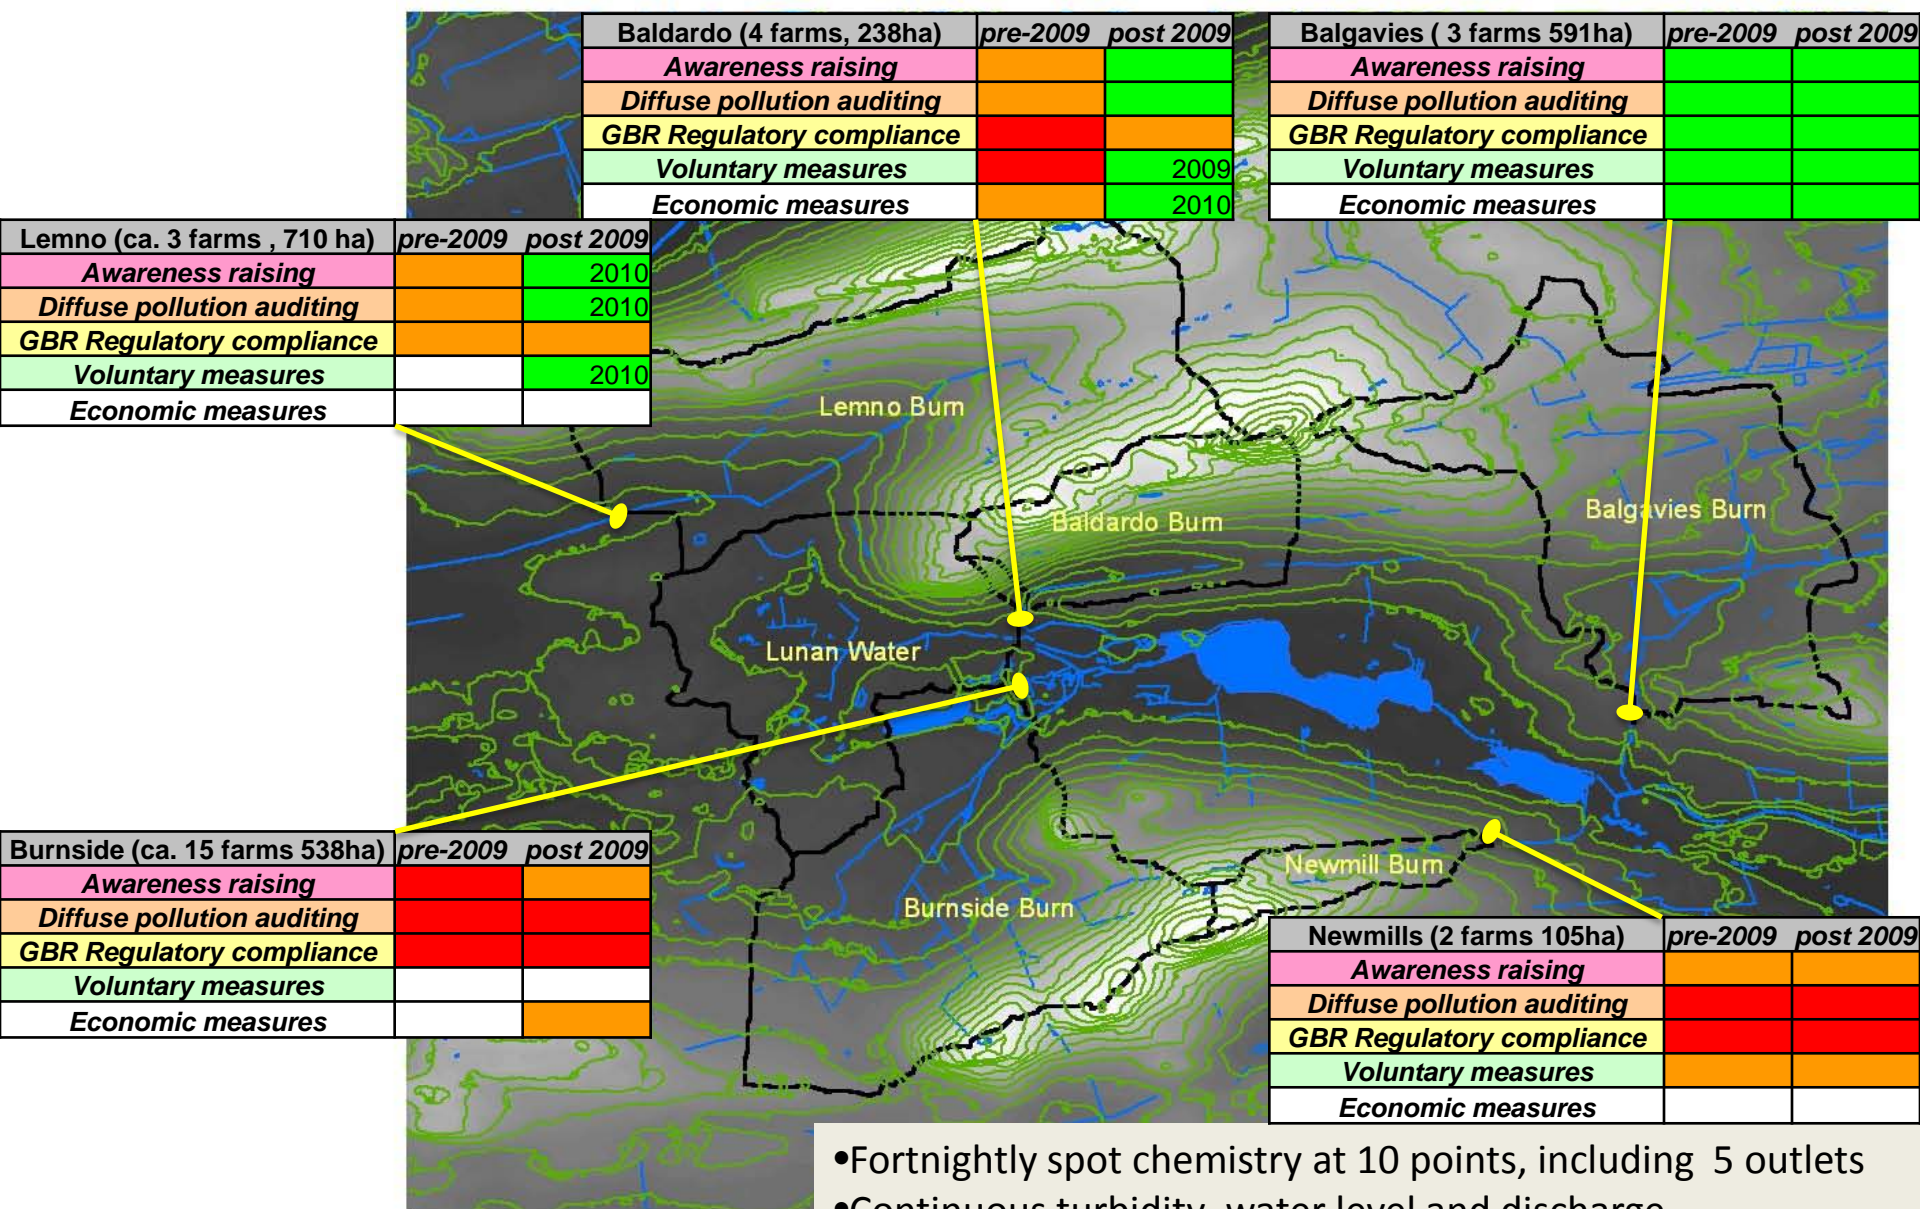 Baldardo (4 farms, 238ha) pre-2009 post 2009
Awareness raising
Diffuse pollution auditing
GBR Regulatory compliance
Voluntary measures 2009
Economic measures 2010
Balgavies ( 3 farms 591ha) pre-2009 post 2009
Awareness raising
Diffuse pollution auditing
GBR Regulatory compliance
Voluntary measures
Economic measures
Lemno (ca. 3 farms , 710 ha) pre-2009 post 2009
Awareness raising 2010
Diffuse pollution auditing 2010
GBR Regulatory compliance
Voluntary measures 2010
Economic measures
Lemno Burn
Baldardo Burn
Balgavies Burn
Lunan Water
Newmill Burn
Burnside Burn
Burnside (ca. 15 farms 538ha) pre-2009 post 2009
Awareness raising
Diffuse pollution auditing
GBR Regulatory compliance
Voluntary measures
Economic measures
Newmills (2 farms 105ha) pre-2009 post 2009
Awareness raising
Diffuse pollution auditing
GBR Regulatory compliance
Voluntary measures
Economic measures
•Fortnightly spot chemistry at 10 points, including 5 outlets
•Continuous turbidity, water level and discharge